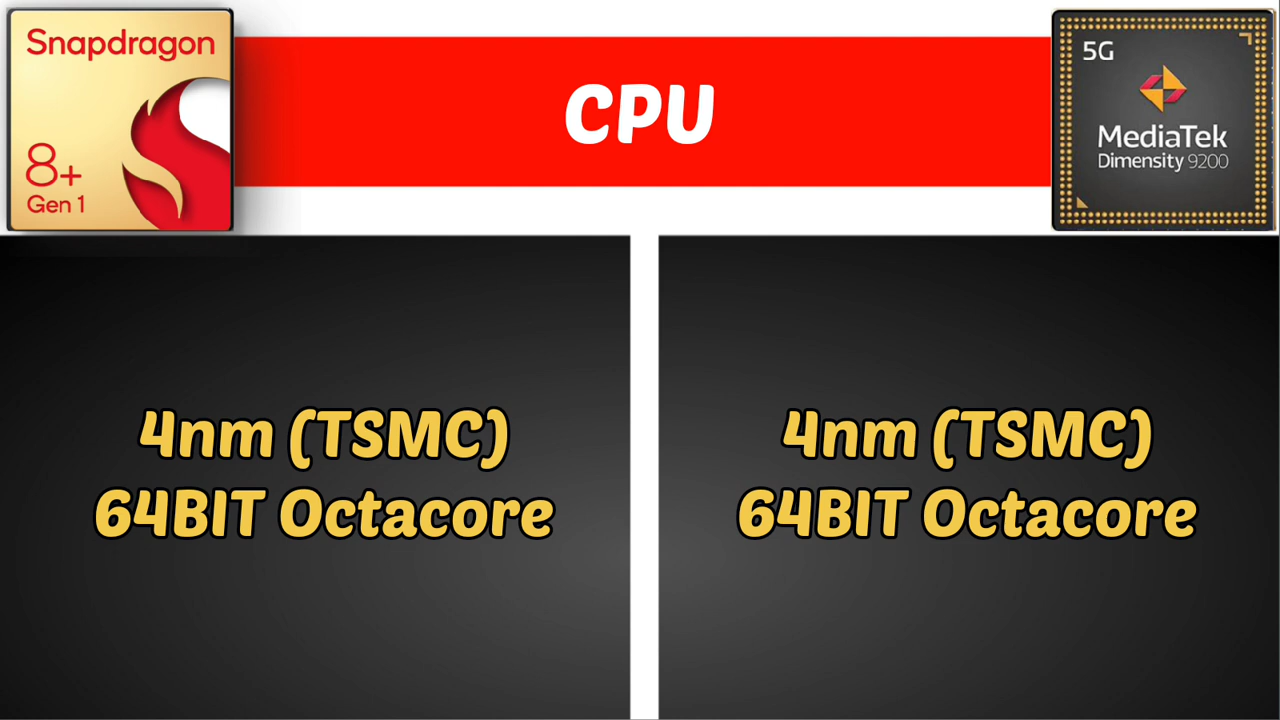 Snapdragon
8+
Gen 1
CPU
5G
MediaTek
Dimensity 9200
4nm (TSMC)
64BIT Octacore
4nm (TSMC)
64BIT Octacore